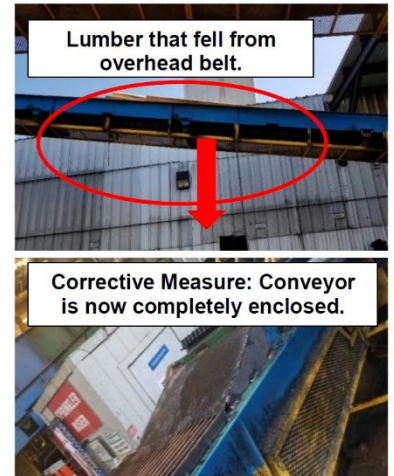 Lumber that fell from
overhead belt.
Corrective Measure: Conveyor
is now completely enclosed.